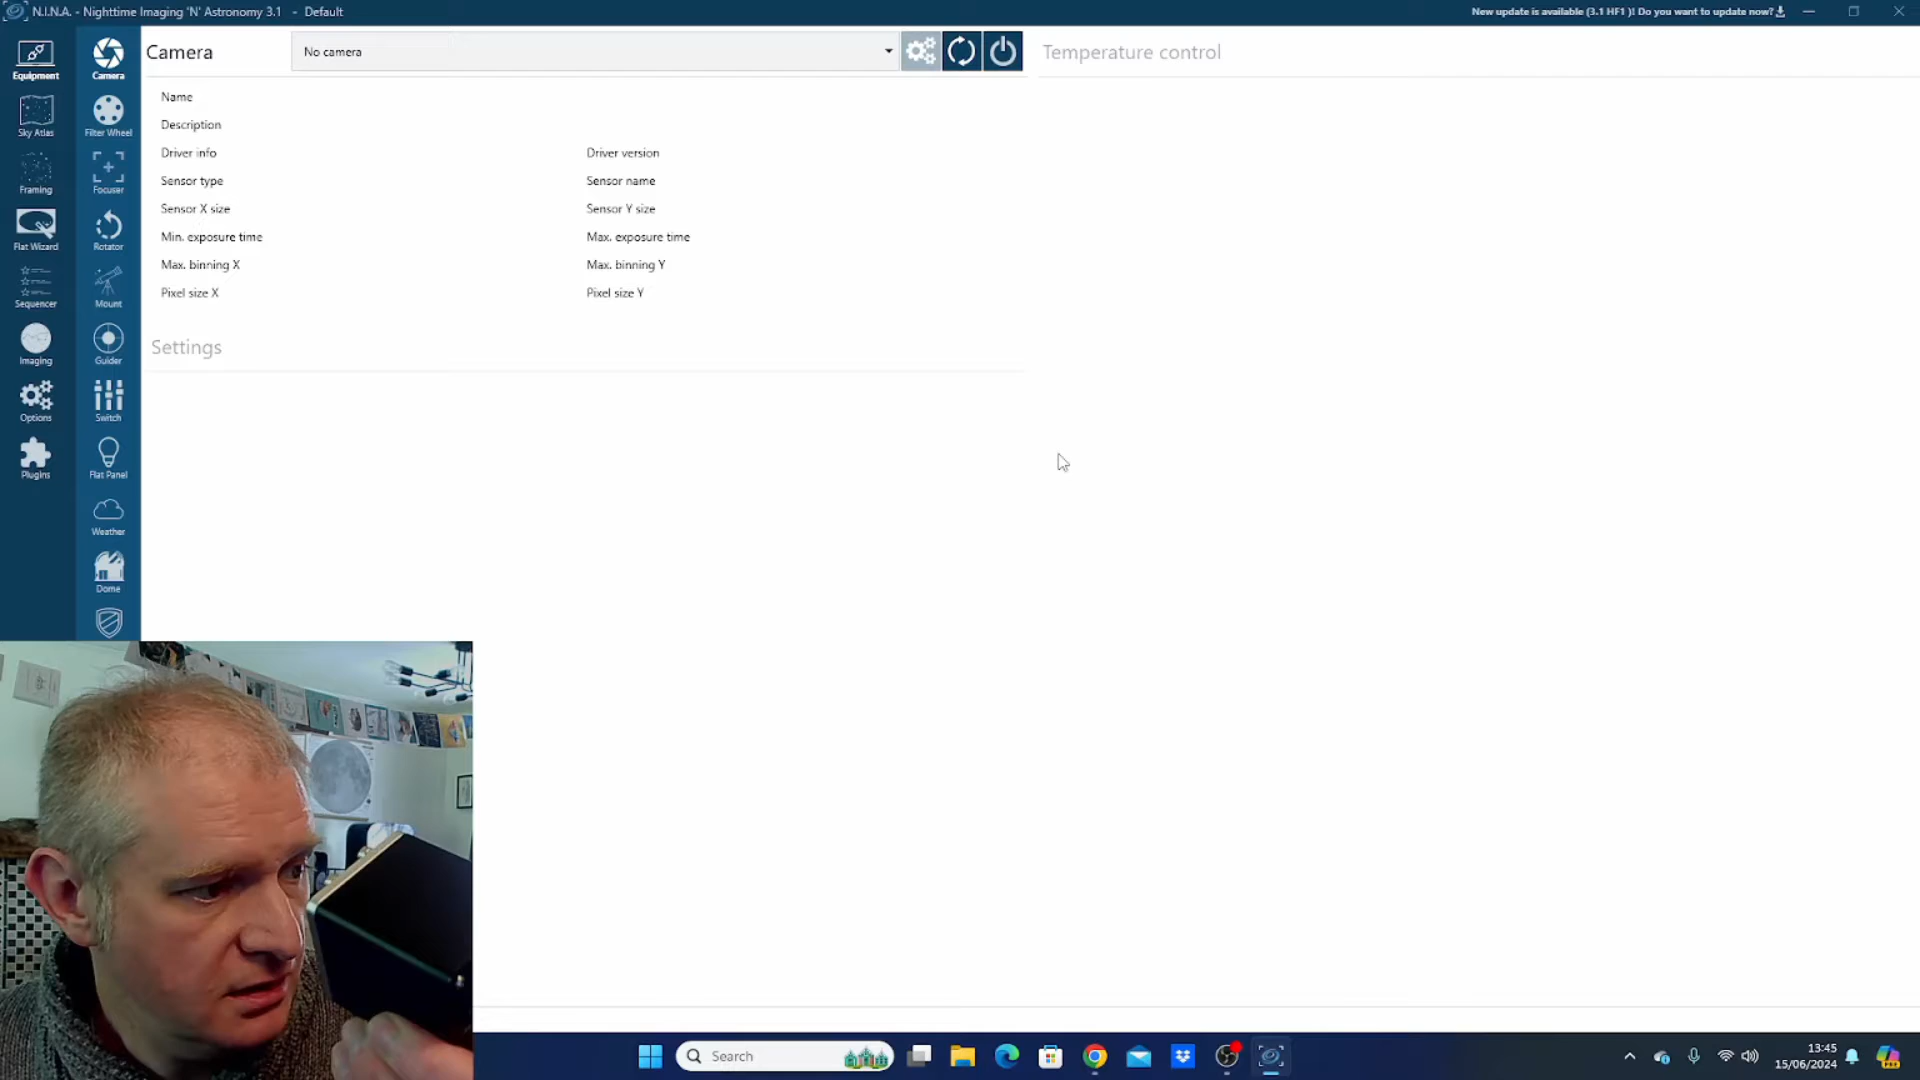 N.I.N.A. - Nighttime Imaging 'N' Astronomy 3.1 - Default
New update is available (3.1 HF1 )! Do you want to update now?
Equipment
Sky Atlas
Framing
Flat Wizard
Sequencer
Imaging
Options
Plugins
Camera
Filter Wheel
Focuser
Rotator
Mount
Guider
Switch
Flat Panel
Weather
Dome
Camera
No camera
Temperature control
Name
Description
Driver info
Driver version
Sensor type
Sensor name
Sensor X size
Sensor Y size
Min. exposure time
Max. exposure time
Max. binning X
Max. binning Y
Pixel size X
Pixel size Y
Settings
Search
13:45
15/06/2024